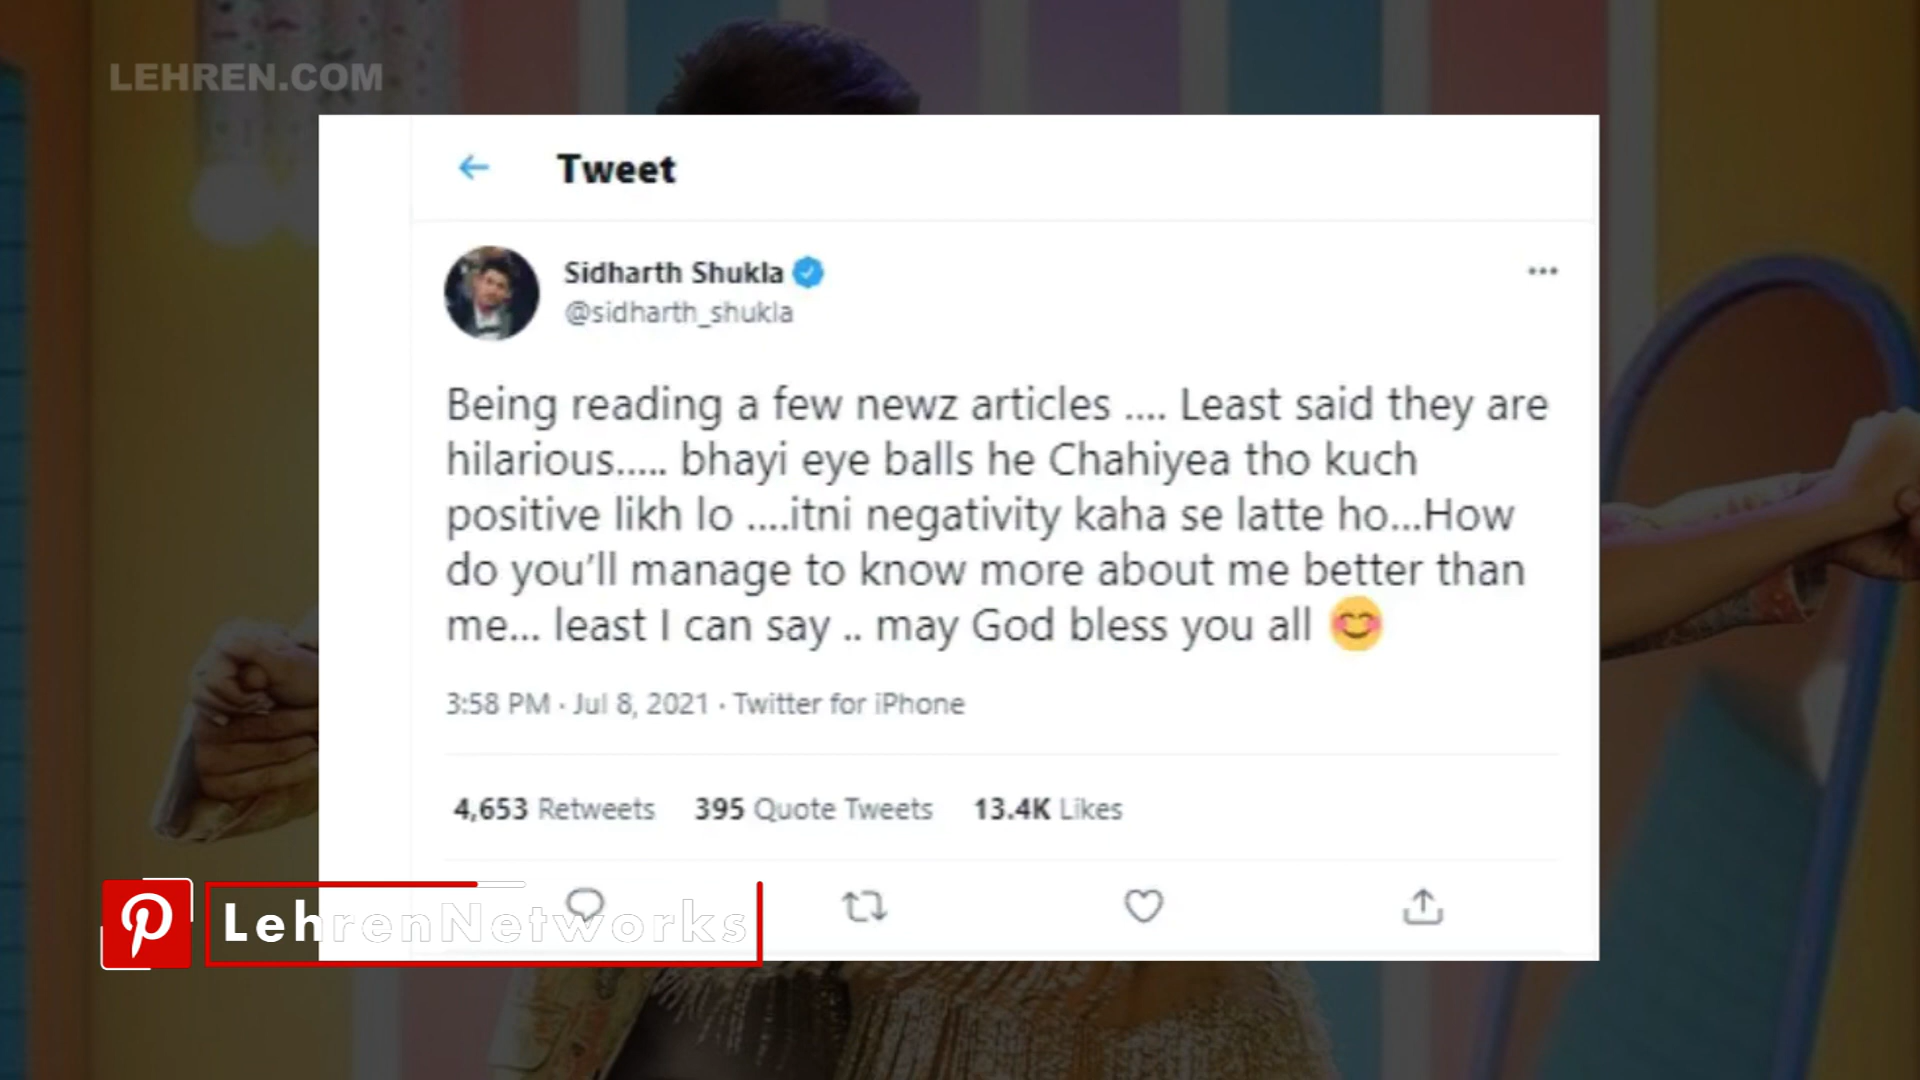 LEHREN.COM
Tweet
Sidharth Shukla
@sidharth_shukla
Being reading a few newz articles .... Least said they are
hilarious..... bhayi eye balls he Chahiyea tho kuch
positive likh lo ....itni negativity kaha se latte ho...How
do you’ll manage to know more about me better than
me... least I can say .. may God bless you all 😊
3:58 PM · Jul 8, 2021 · Twitter for iPhone
4,653 Retweets 395 Quote Tweets 13.4K Likes
LehrenNetworks